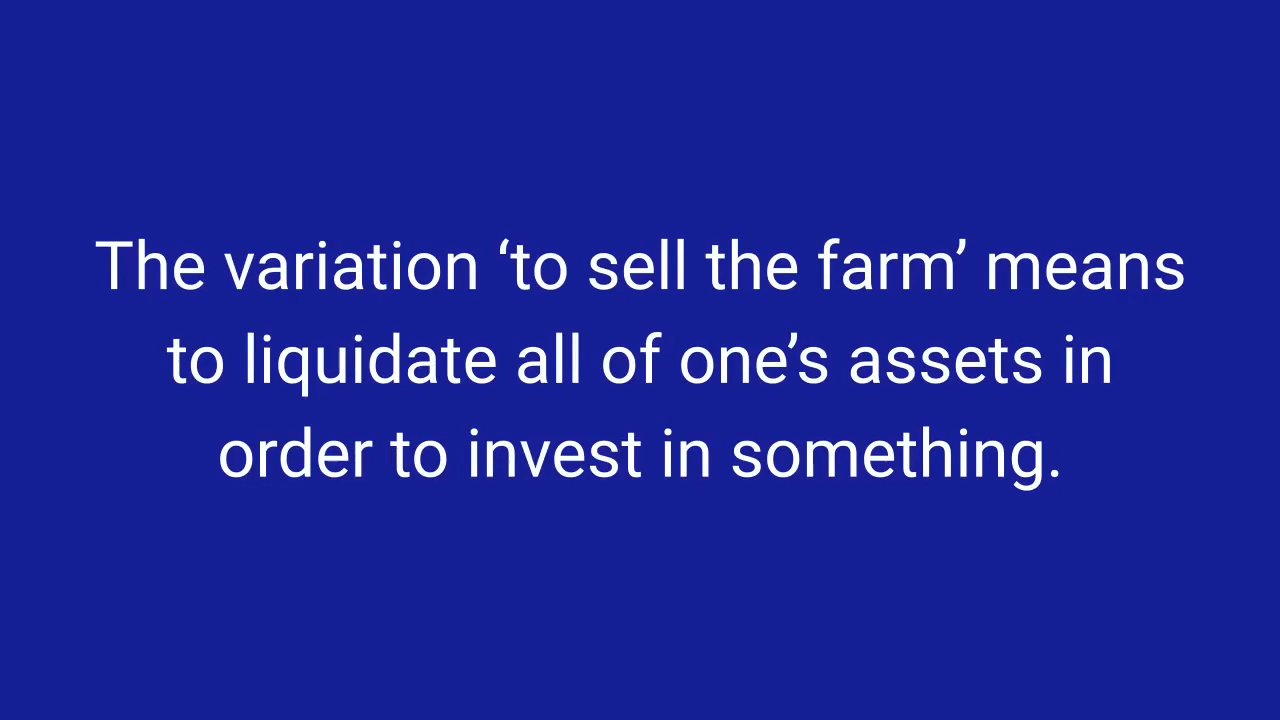 The variation ‘to sell the farm’ means
to liquidate all of one’s assets in
order to invest in something.